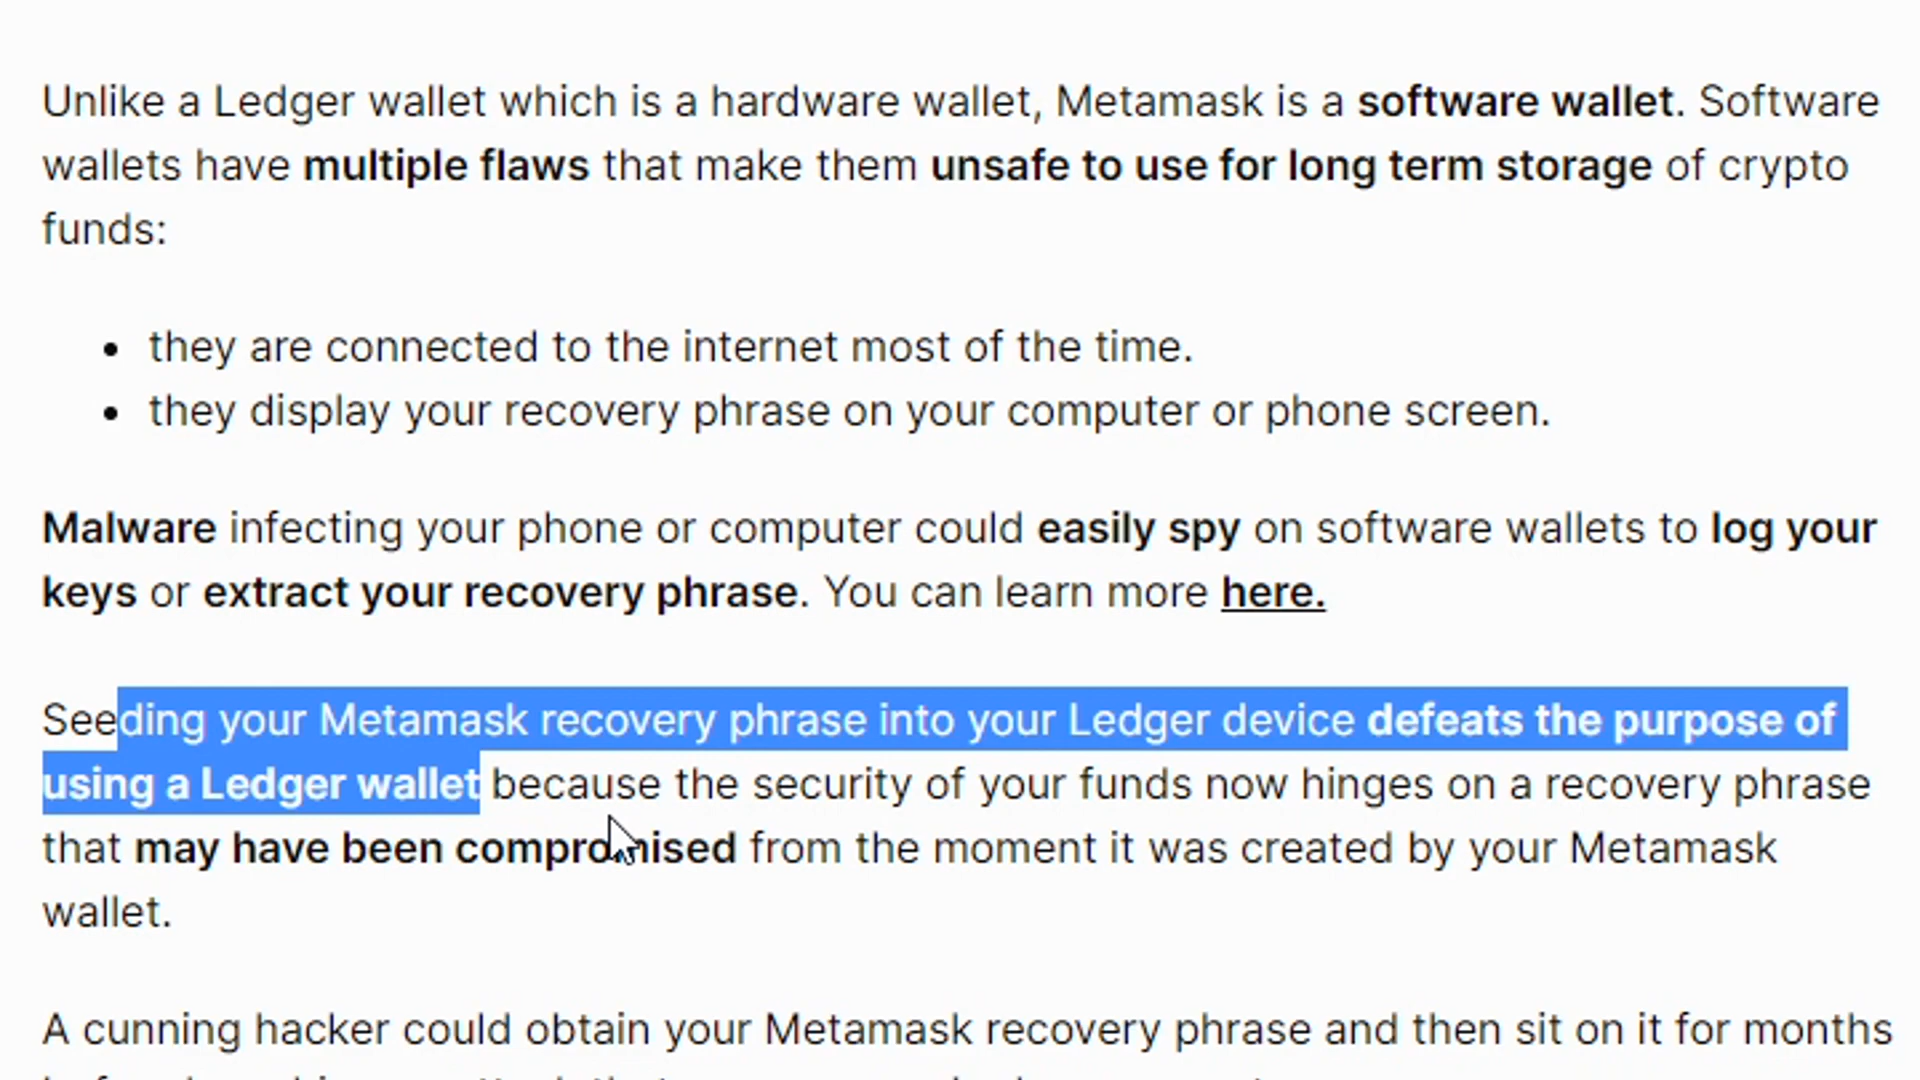 Unlike a Ledger wallet which is a hardware wallet, Metamask is a software wallet. Software
wallets have multiple flaws that make them unsafe to use for long term storage of crypto
funds:
• they are connected to the internet most of the time.
• they display your recovery phrase on your computer or phone screen.
Malware infecting your phone or computer could easily spy on software wallets to log your
keys or extract your recovery phrase. You can learn more here.
Seeding your Metamask recovery phrase into your Ledger device defeats the purpose of
using a Ledger wallet because the security of your funds now hinges on a recovery phrase
that may have been compromised from the moment it was created by your Metamask
wallet.
A cunning hacker could obtain your Metamask recovery phrase and then sit on it for months